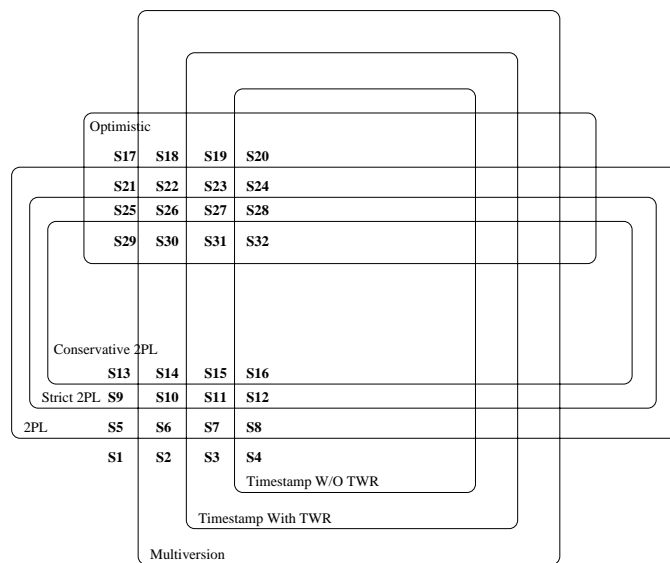 Optimistic
S17 S18 S19 S20
S21 S22 S23 S24
S25 S26 S27 S28
S29 S30 S31 S32
Conservative 2PL
S13 S14 S15 S16
Strict 2PL S9 S10 S11 S12
2PL S5 S6 S7 S8
S1 S2 S3 S4
Timestamp W/O TWR
Timestamp With TWR
Multiversion